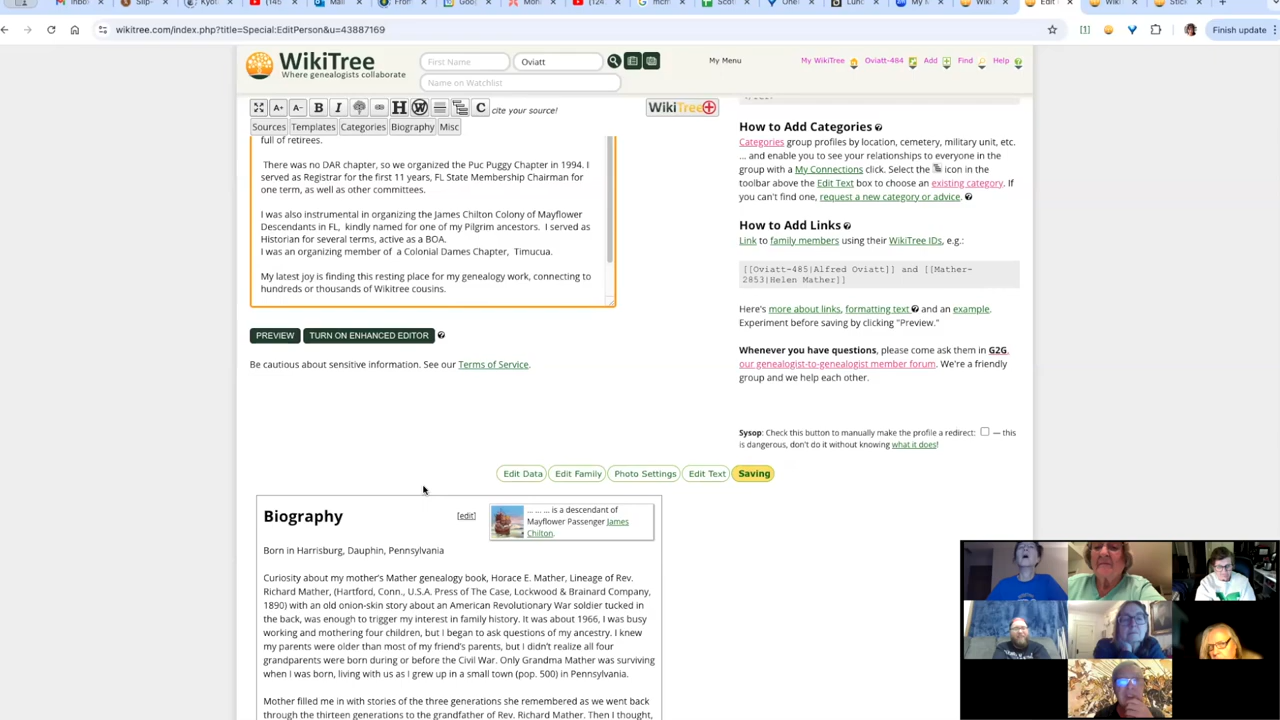 Inbo
Slip-
Kyot
(145
Mail
Fron
Goo
Mon
(124
mcm
Scot
One
Lunc
My N
Wiki
Edit
Wiki
Stick
wikitree.com/index.php?title=Special:EditPerson&u=43887169
Finish update
WikiTree
Where genealogists collaborate
First Name
Oviatt
Name on Watchlist
My Menu
My WikiTree
Oviatt-484
Add
Find
Help
A+ A- B I H W C cite your source!
WikiTree+
Sources Templates Categories Biography Misc
full of retirees.
There was no DAR chapter, so we organized the Puc Puggy Chapter in 1994. I
served as Registrar for the first 11 years, FL State Membership Chairman for
one term, as well as other committees.
I was also instrumental in organizing the James Chilton Colony of Mayflower
Descendants in FL, kindly named for one of my Pilgrim ancestors. I served as
Historian for several terms, active as a BOA.
I was an organizing member of a Colonial Dames Chapter, Timucua.
My latest joy is finding this resting place for my genealogy work, connecting to
hundreds or thousands of Wikitree cousins.
PREVIEW TURN ON ENHANCED EDITOR
Be cautious about sensitive information. See our Terms of Service.
How to Add Categories
Categories group profiles by location, cemetery, military unit, etc.
... and enable you to see your relationships to everyone in the
group with a My Connections click. Select the icon in the
toolbar above the Edit Text box to choose an existing category. If
you can't find one, request a new category or advice.
How to Add Links
Link to family members using their WikiTree IDs, e.g.:
[[Oviatt-485|Alfred Oviatt]] and [[Mather-
2853|Helen Mather]]
Here's more about links, formatting text and an example.
Experiment before saving by clicking "Preview."
Whenever you have questions, please come ask them in G2G,
our genealogist-to-genealogist member forum. We're a friendly
group and we help each other.
Sysop: Check this button to manually make the profile a redirect: — this
is dangerous, don't do it without knowing what it does!
Edit Data Edit Family Photo Settings Edit Text Saving
Biography
[edit]
... ... ... is a descendant of
Mayflower Passenger James
Chilton.
Born in Harrisburg, Dauphin, Pennsylvania
Curiosity about my mother's Mather genealogy book, Horace E. Mather, Lineage of Rev.
Richard Mather, (Hartford, Conn., U.S.A. Press of The Case, Lockwood & Brainard Company,
1890) with an old onion-skin story about an American Revolutionary War soldier tucked in
the back, was enough to trigger my interest in family history. It was about 1966, I was busy
working and mothering four children, but I began to ask questions of my ancestry. I knew
my parents were older than most of my friend's parents, but I didn't realize all four
grandparents were born during or before the Civil War. Only Grandma Mather was surviving
when I was born, living with us as I grew up in a small town (pop. 500) in Pennsylvania.
Mother filled me in with stories of the three generations she remembered as we went back
through the thirteen generations to the grandfather of Rev. Richard Mather. Then I thought,